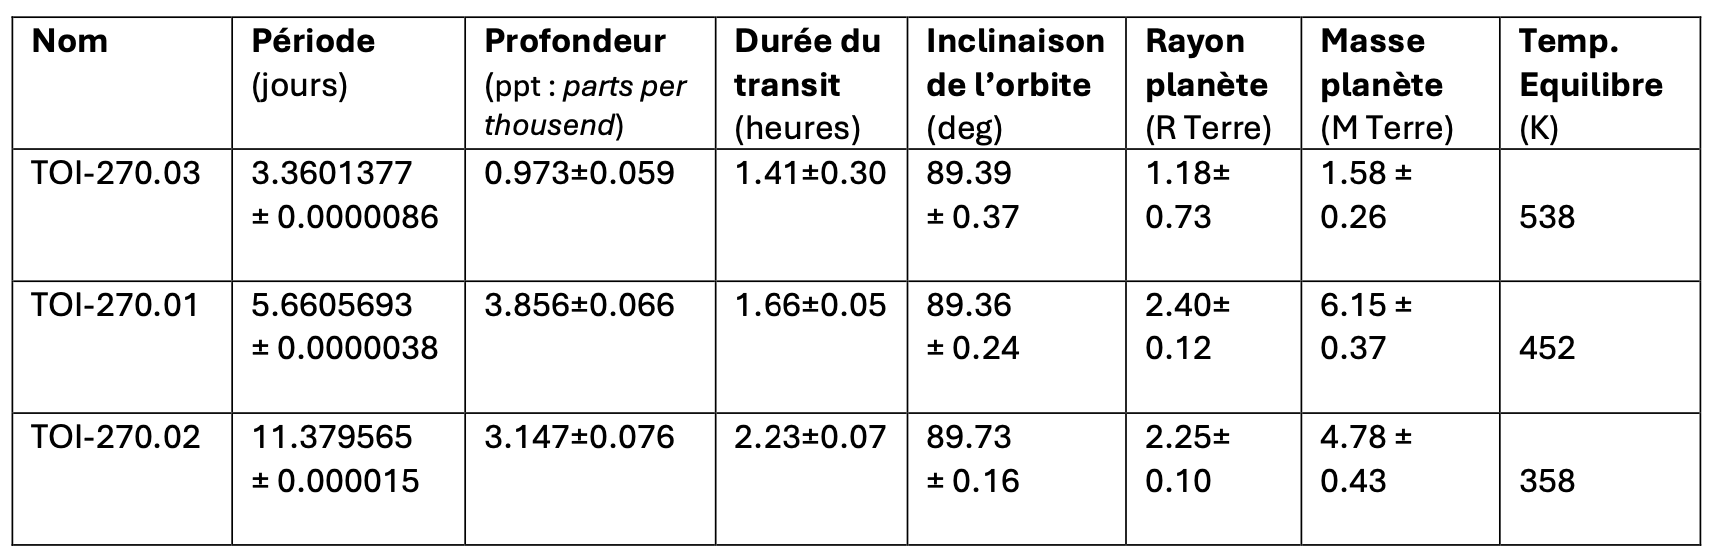 Nom
Période
(jours)
Profondeur
(ppt : parts per
thousend)
Durée du
transit
(heures)
Inclinaison
de l’orbite
(deg)
Rayon
planète
(R Terre)
Masse
planète
(M Terre)
Temp.
Equilibre
(K)
TOI-270.03
3.3601377
± 0.0000086
0.973±0.059
1.41±0.30
89.39
± 0.37
1.18±
0.73
1.58 ±
0.26
538
TOI-270.01
5.6605693
± 0.0000038
3.856±0.066
1.66±0.05
89.36
± 0.24
2.40±
0.12
6.15 ±
0.37
452
TOI-270.02
11.379565
± 0.000015
3.147±0.076
2.23±0.07
89.73
± 0.16
2.25±
0.10
4.78 ±
0.43
358